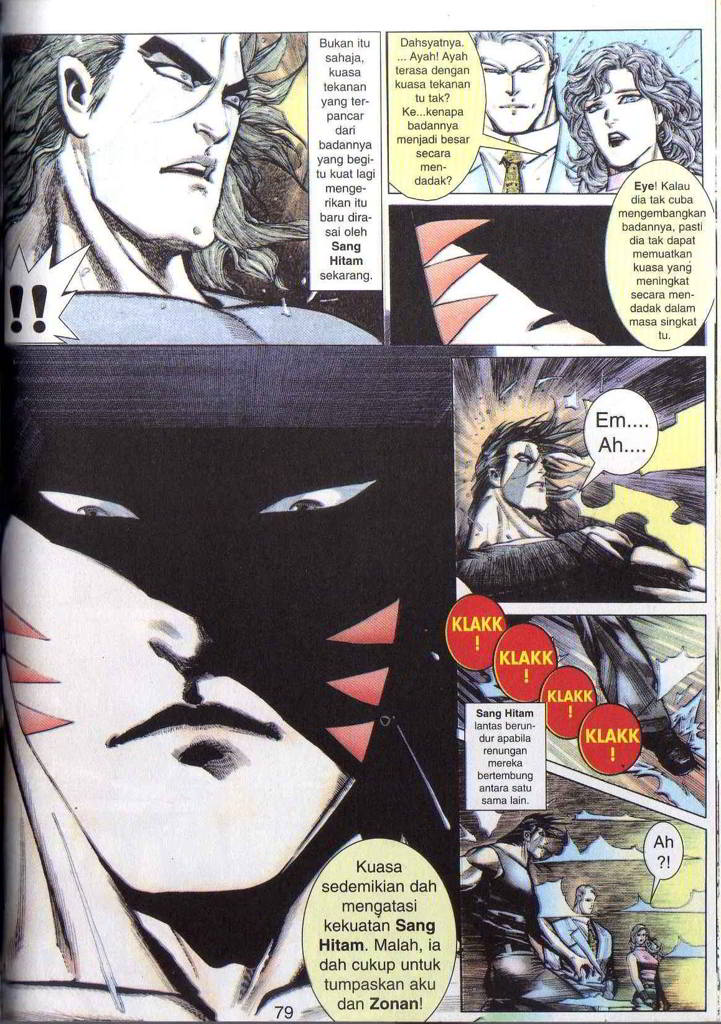 Bukan itu
sahaja,
kuasa
tekanan
yang ter-
pancar
dari
badannya
yang begi-
tu kuat lagi
menge-
rikan itu
baru dira-
sai oleh
Sang
Hitam
sekarang.
!!
Dahsyatnya.
... Ayah! Ayah
terasa dengan
kuasa tekanan
tu tak?
Ke...kenapa
badannya
menjadi besar
secara
men-
dadak?
Eye! Kalau
dia tak cuba
mengembangkan
badannya, pasti
dia tak dapat
memuatkan
kuasa yang
meningkat
secara men-
dadak dalam
masa singkat
tu.
Em....
Ah....
KLAKK
!
KLAKK
!
KLAKK
!
KLAKK
!
Sang Hitam
lantas berun-
dur apabila
renungan
mereka
bertembung
antara satu
sama lain.
Ah
?!
Kuasa
sedemikian dah
mengatasi
kekuatan Sang
Hitam. Malah, ia
dah cukup untuk
tumpaskan aku
dan Zonan!
79